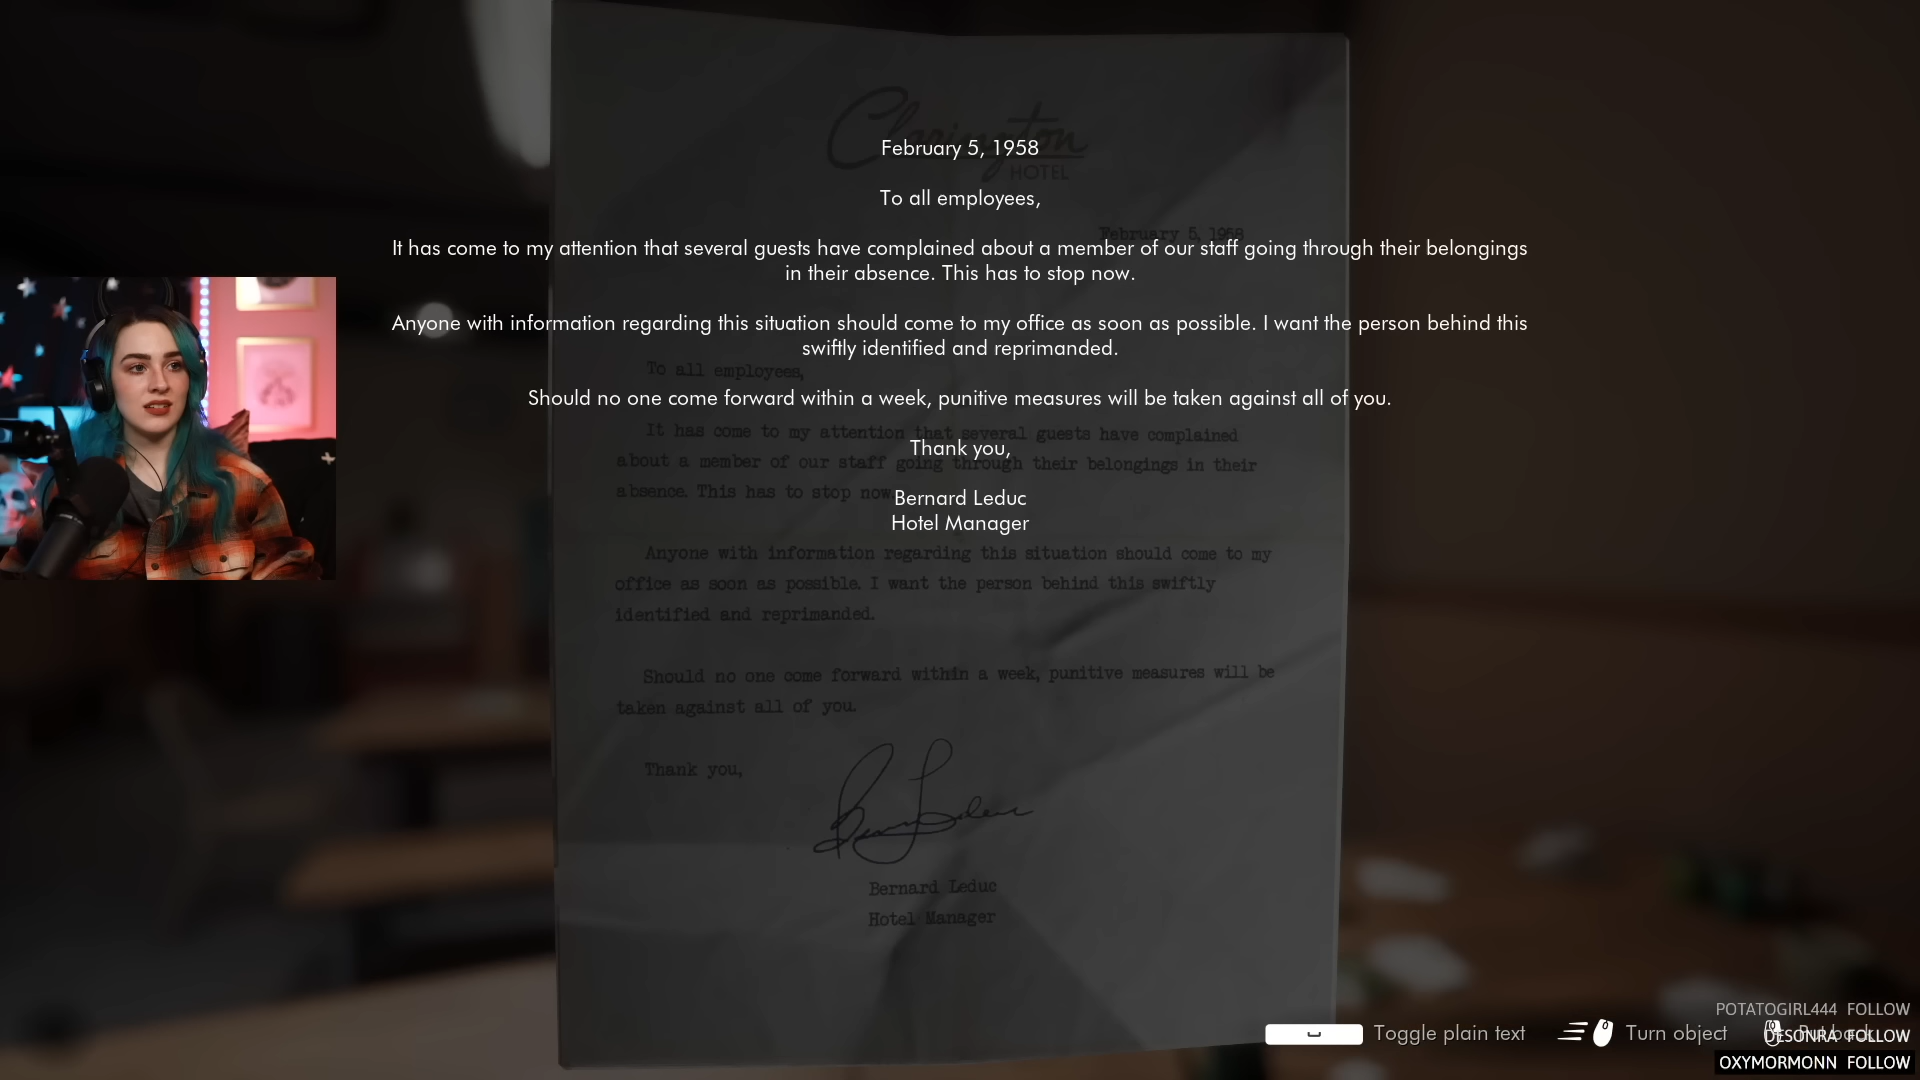 Clarington
HOTEL
February 5, 1958
To all employees,
It has come to my attention that several guests have complained about a member of our staff going through their belongings
in their absence. This has to stop now.
Anyone with information regarding this situation should come to my office as soon as possible. I want the person behind this
swiftly identified and reprimanded.
Should no one come forward within a week, punitive measures will be taken against all of you.
Thank you,
Bernard Leduc
Hotel Manager
February 5, 1958
To all employees,
It has come to my attention that several guests have complained
about a member of our staff going through their belongings in their
absence. This has to stop now.
Anyone with information regarding this situation should come to my
office as soon as possible. I want the person behind this swiftly
identified and reprimanded.
Should no one come forward within a week, punitive measures will be
taken against all of you.
Thank you,
Bernard Leduc
Hotel Manager
Toggle plain text
Turn object
POTATOGIRL444 FOLLOW
DESONRA FOLLOW
OXYMORMONN FOLLOW